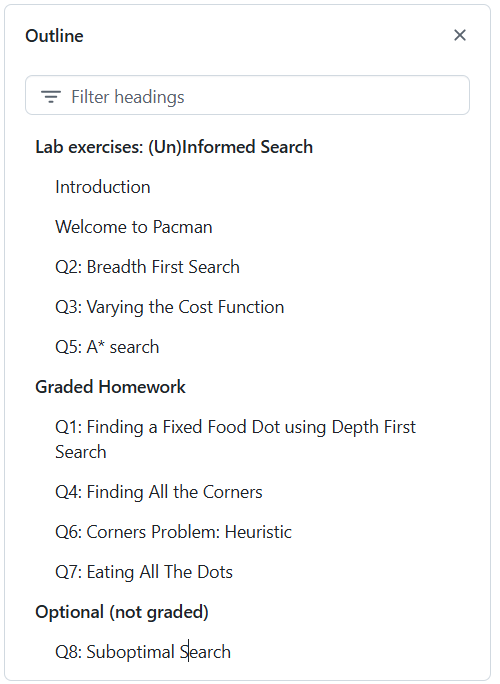 Outline
Filter headings
Lab exercises: (Un)Informed Search
Introduction
Welcome to Pacman
Q2: Breadth First Search
Q3: Varying the Cost Function
Q5: A* search
Graded Homework
Q1: Finding a Fixed Food Dot using Depth First
Search
Q4: Finding All the Corners
Q6: Corners Problem: Heuristic
Q7: Eating All The Dots
Optional (not graded)
Q8: Suboptimal Search